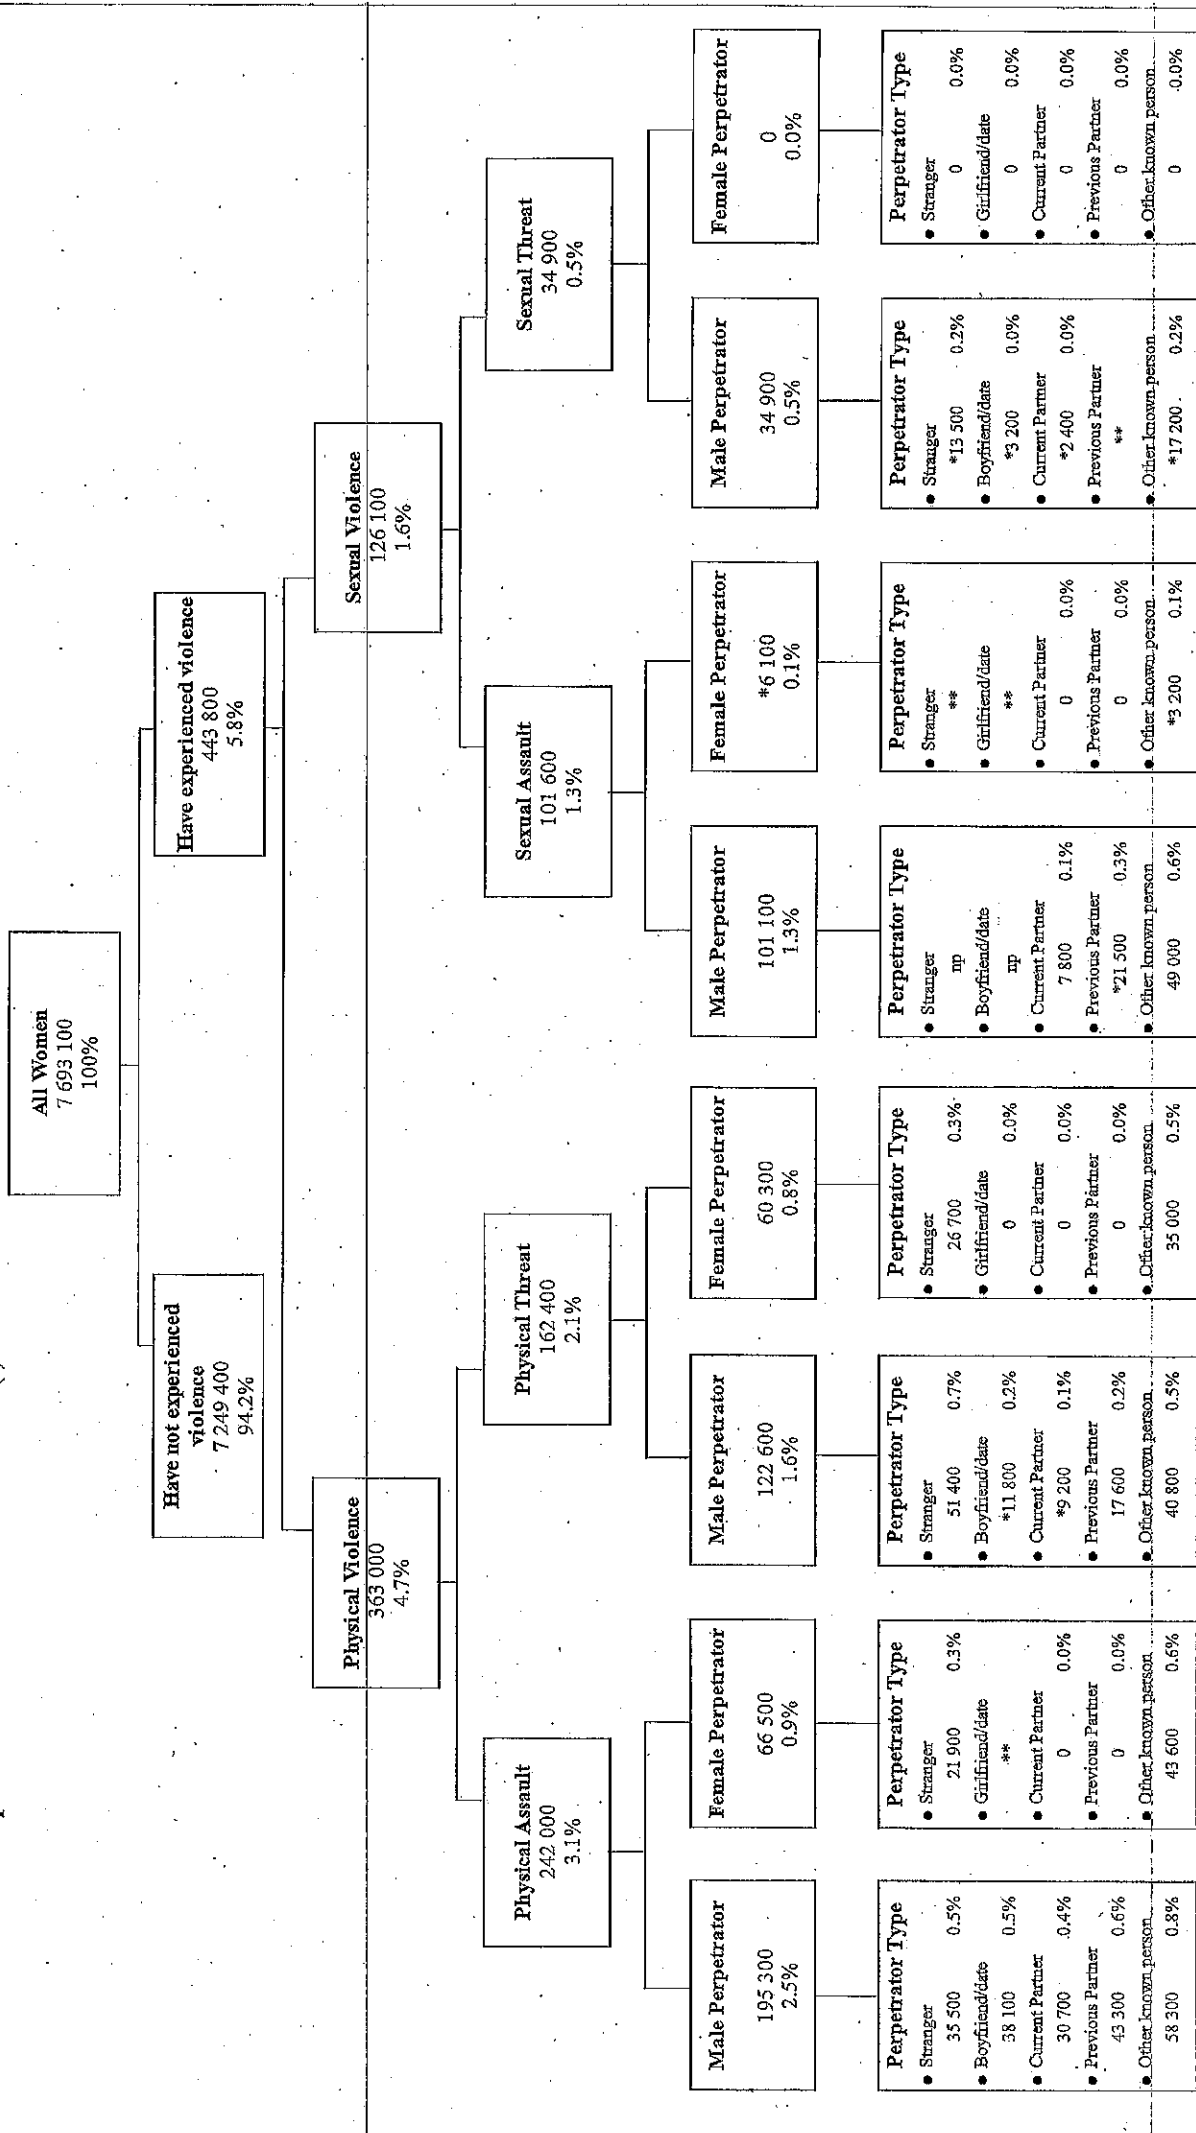 All Women
7 693 100
100%
Have not experienced
violence
7 249 400
94.2%
Have experienced violence
443 800
5.8%
Physical Violence
363 000
4.7%
Sexual Violence
126 100
1.6%
Physical Assault
242 000
3.1%
Physical Threat
162 400
2.1%
Sexual Assault
101 600
1.3%
Sexual Threat
34 900
0.5%
Male Perpetrator
195 300
2.5%
Female Perpetrator
66 500
0.9%
Male Perpetrator
122 600
1.6%
Female Perpetrator
60 300
0.8%
Male Perpetrator
101 100
1.3%
Female Perpetrator
*6 100
0.1%
Male Perpetrator
34 900
0.5%
Female Perpetrator
0
0.0%
Perpetrator Type
• Stranger
35 500 0.5%
• Boyfriend/date
38 100 0.5%
• Current Partner
30 700 0.4%
• Previous Partner
43 300 0.6%
• Other known person
58 300 0.8%
Perpetrator Type
• Stranger
21 900 0.3%
• Girlfriend/date
**
• Current Partner
0 0.0%
• Previous Partner
0 0.0%
• Other known person
43 600 0.6%
Perpetrator Type
• Stranger
51 400 0.7%
• Boyfriend/date
*11 800 0.2%
• Current Partner
*9 200 0.1%
• Previous Partner
17 600 0.2%
• Other known person
40 800 0.5%
Perpetrator Type
• Stranger
26 700 0.3%
• Girlfriend/date
0 0.0%
• Current Partner
0 0.0%
• Previous Partner
0 0.0%
• Other known person
35 000 0.5%
Perpetrator Type
• Stranger
np
• Boyfriend/date
np
• Current Partner
7 800 0.1%
• Previous Partner
*21 500 0.3%
• Other known person
49 000 0.6%
Perpetrator Type
• Stranger
**
• Girlfriend/date
**
• Current Partner
0 0.0%
• Previous Partner
0 0.0%
• Other known person
*3 200 0.1%
Perpetrator Type
• Stranger
*13 500 0.2%
• Boyfriend/date
*3 200 0.0%
• Current Partner
*2 400 0.0%
• Previous Partner
**
• Other known person
*17 200 0.2%
Perpetrator Type
• Stranger
0 0.0%
• Girlfriend/date
0 0.0%
• Current Partner
0 0.0%
• Previous Partner
0 0.0%
• Other known person
0 0.0%